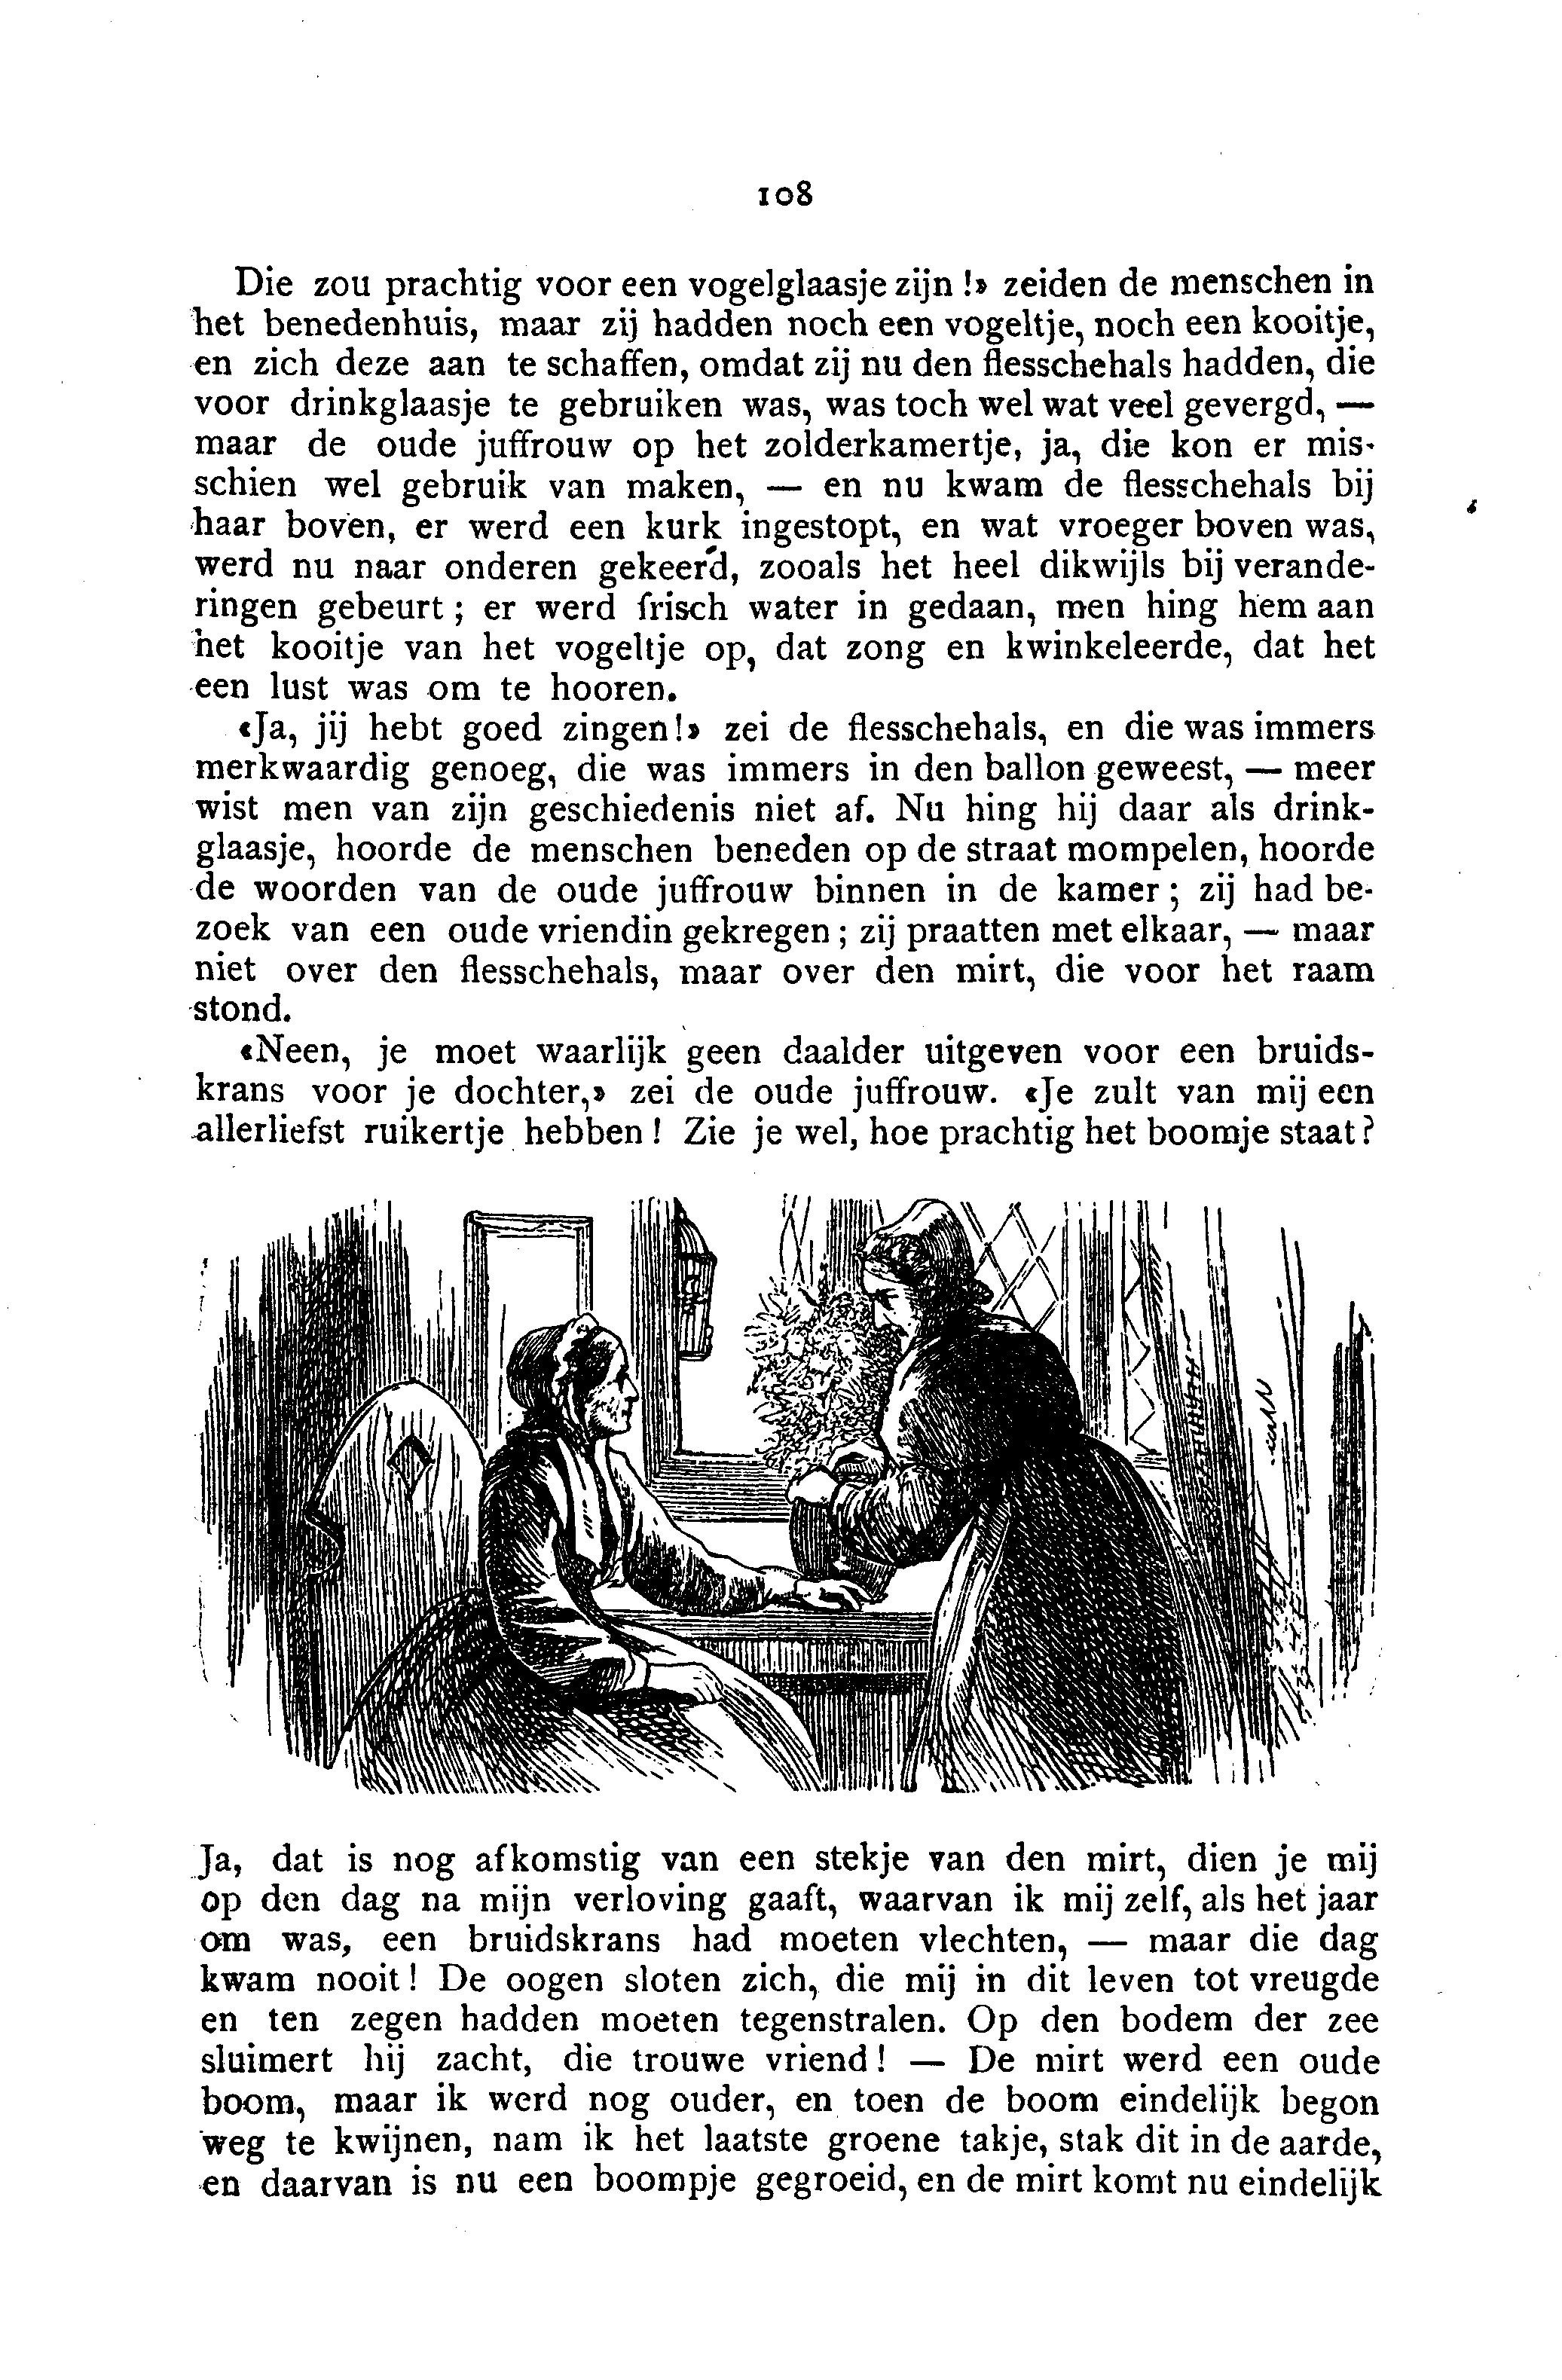 108
Die zou prachtig voor een vogelglaasje zijn!» zeiden de menschen in
het benedenhuis, maar zij hadden noch een vogeltje, noch een kooitje,
en zich deze aan te schaffen, omdat zij nu den flesschehals hadden, die
voor drinkglaasje te gebruiken was, was toch wel wat veel gevergd, —
maar de oude juffrouw op het zolderkamertje, ja, die kon er mis-
schien wel gebruik van maken, — en nu kwam de flesschehals bij
haar boven, er werd een kurk ingestopt, en wat vroeger boven was,
werd nu naar onderen gekeerd, zooals het heel dikwijls bij verande-
ringen gebeurt; er werd frisch water in gedaan, men hing hem aan
het kooitje van het vogeltje op, dat zong en kwinkeleerde, dat het
een lust was om te hooren.
«Ja, jij hebt goed zingen!» zei de flesschehals, en die was immers
merkwaardig genoeg, die was immers in den ballon geweest, — meer
wist men van zijn geschiedenis niet af. Nu hing hij daar als drink-
glaasje, hoorde de menschen beneden op de straat mompelen, hoorde
de woorden van de oude juffrouw binnen in de kamer; zij had be-
zoek van een oude vriendin gekregen; zij praatten met elkaar, — maar
niet over den flesschehals, maar over den mirt, die voor het raam
stond.
«Neen, je moet waarlijk geen daalder uitgeven voor een bruids-
krans voor je dochter,» zei de oude juffrouw. «Je zult van mij een
allerliefst ruikertje hebben! Zie je wel, hoe prachtig het boomje staat?
Ja, dat is nog afkomstig van een stekje van den mirt, dien je mij
op den dag na mijn verloving gaaft, waarvan ik mij zelf, als het jaar
om was, een bruidskrans had moeten vlechten, — maar die dag
kwam nooit! De oogen sloten zich, die mij in dit leven tot vreugde
en ten zegen hadden moeten tegenstralen. Op den bodem der zee
sluimert hij zacht, die trouwe vriend! — De mirt werd een oude
boom, maar ik werd nog ouder, en toen de boom eindelijk begon
weg te kwijnen, nam ik het laatste groene takje, stak dit in de aarde,
en daarvan is nu een boompje gegroeid, en de mirt komt nu eindelijk